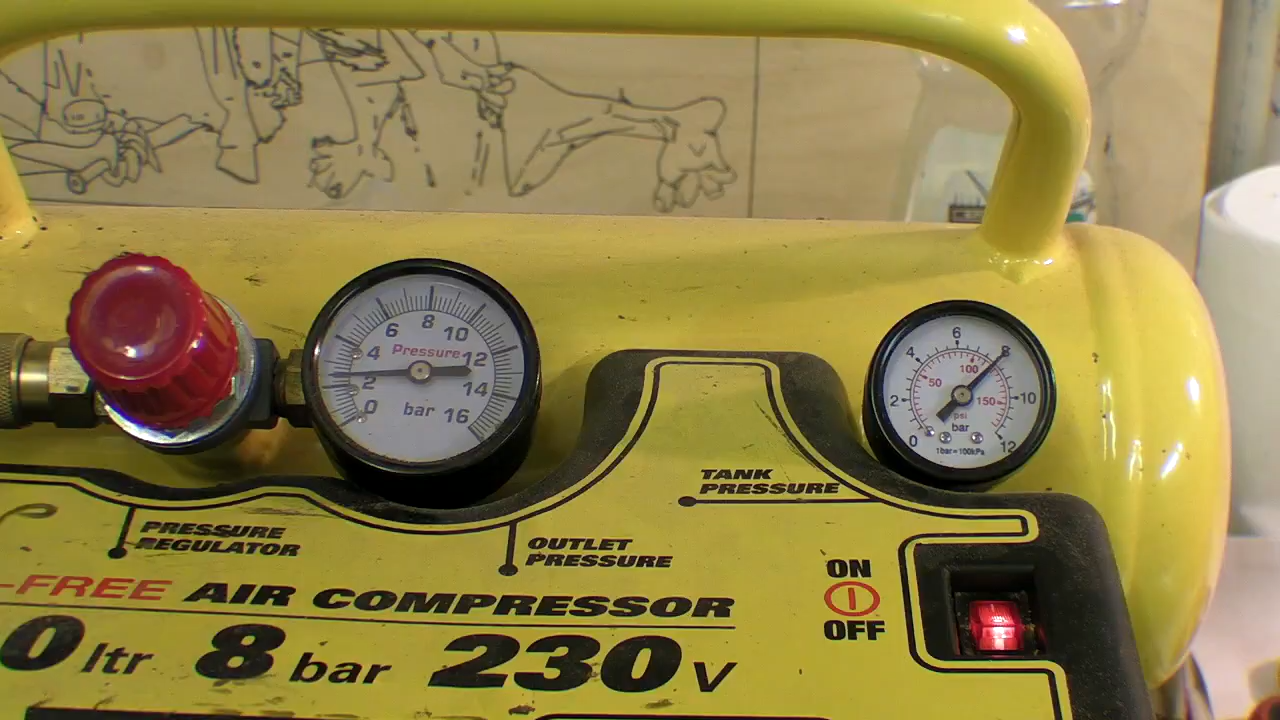 6 8 10
4 Pressure 12
2 14
0 bar 16
4 6 8
50 100
2 10
psi 150
0 bar 12
1bar=100kPa
TANK
PRESSURE
PRESSURE
REGULATOR
OUTLET
PRESSURE
ON
OFF
-FREE AIR COMPRESSOR
0 ltr 8 bar 230 V